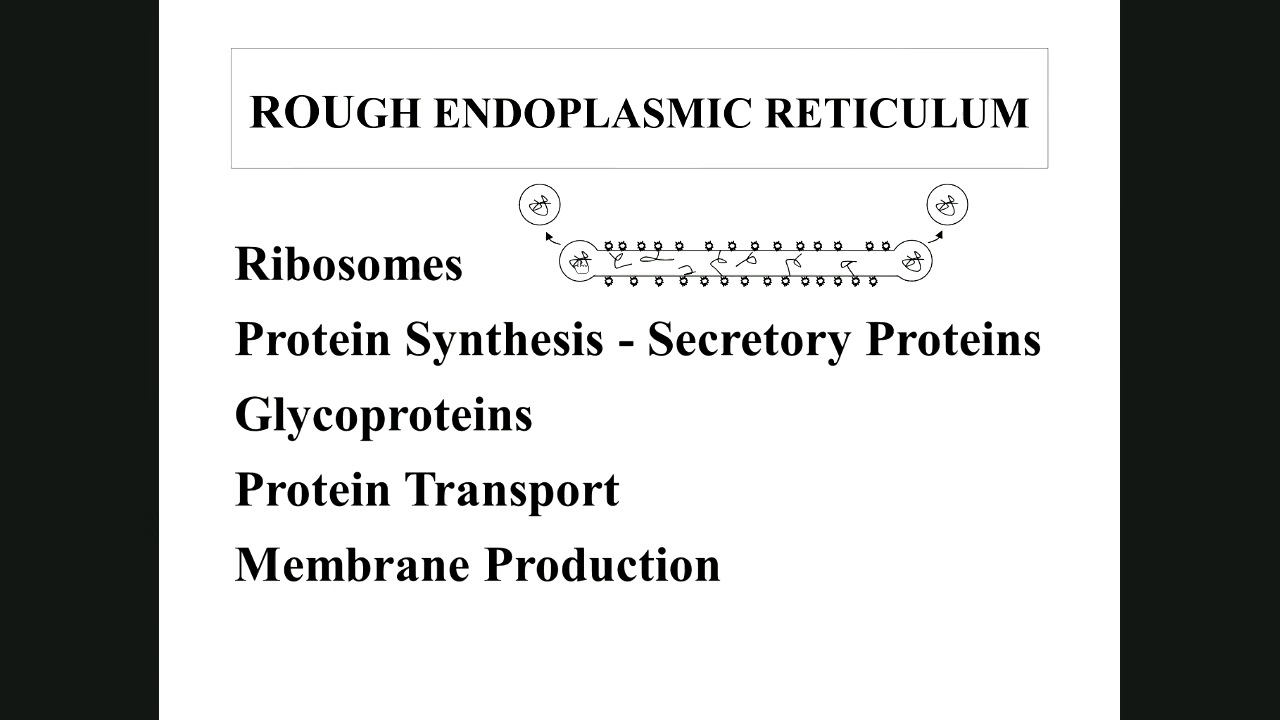 ROUGH ENDOPLASMIC RETICULUM
Ribosomes
Protein Synthesis - Secretory Proteins
Glycoproteins
Protein Transport
Membrane Production